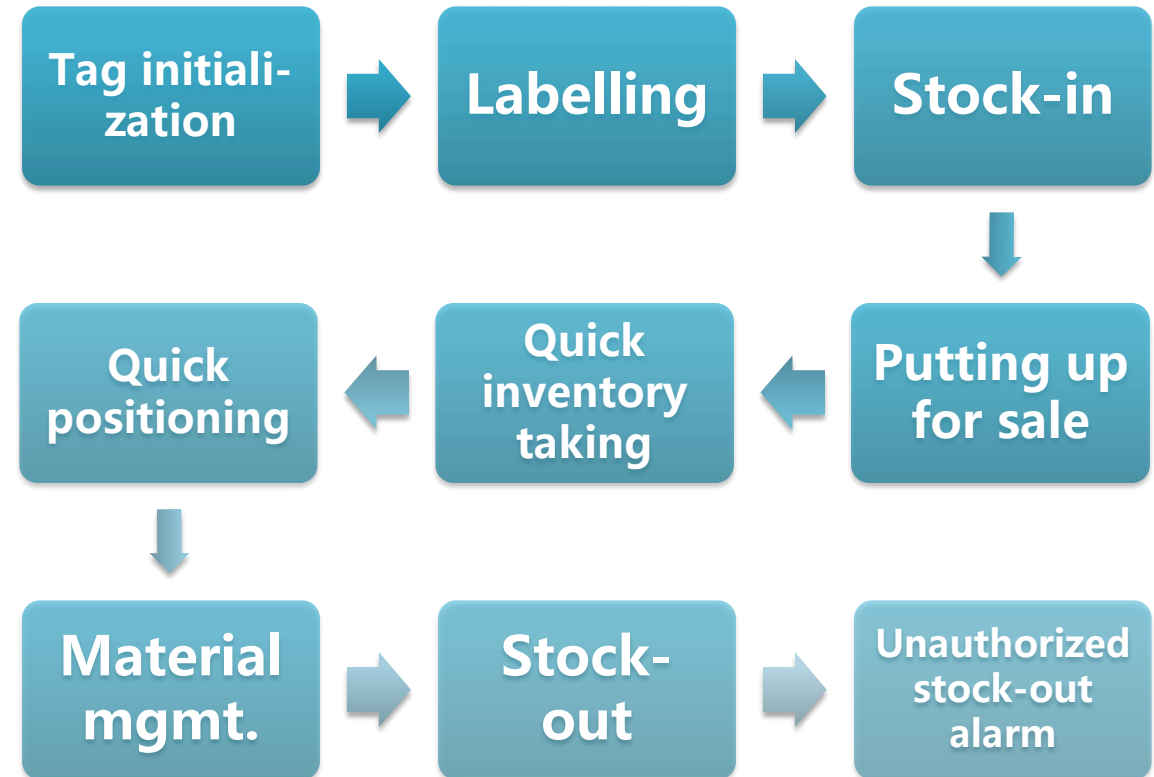 Tag initiali-
zation
Labelling
Stock-in
Putting up
for sale
Quick
inventory
taking
Quick
positioning
Material
mgmt.
Stock-
out
Unauthorized
stock-out
alarm